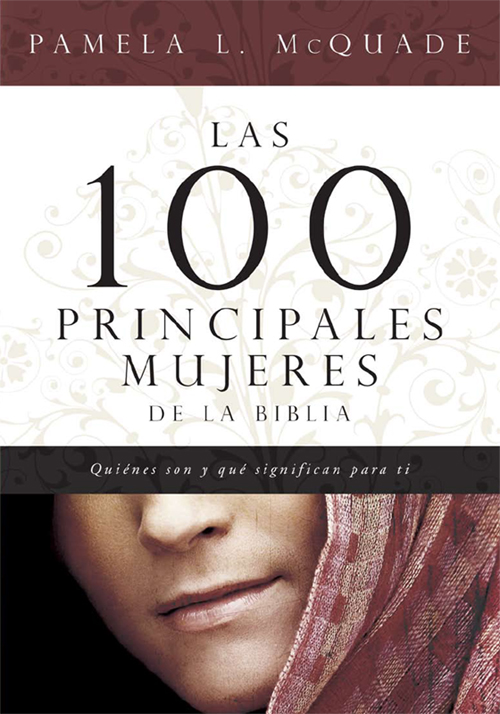 PAMELA L. McQUADE
LAS
100
PRINCIPALES
MUJERES
DE LA BIBLIA
Quiénes son y qué significan para ti